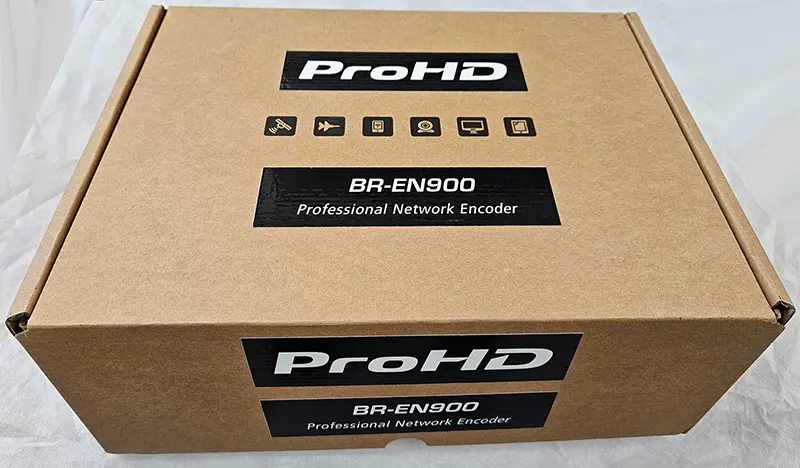 ProHD
BR-EN900
Professional Network Encoder
ProHD
BR-EN900
Professional Network Encoder